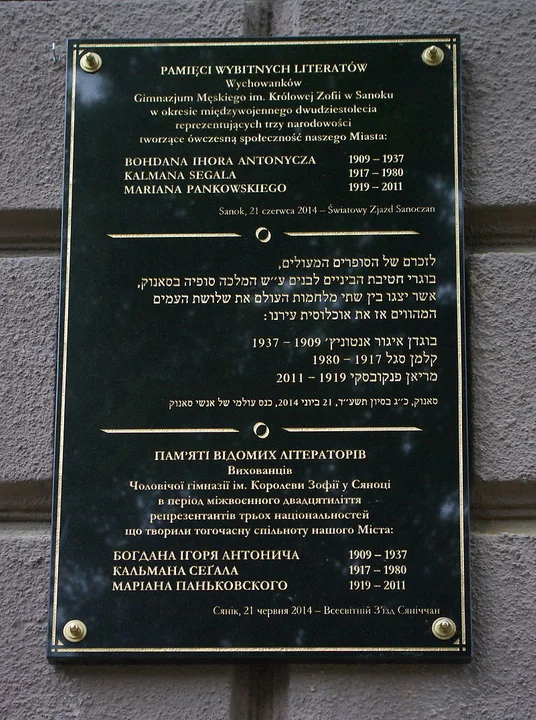 PAMIĘCI WYBITNYCH LITERATÓW
Wychowanków
Gimnazjum Męskiego im. Królowej Zofii w Sanoku
w okresie międzywojennego dwudziestolecia
reprezentujących trzy narodowości
tworzące ówczesną społeczność naszego Miasta:
BOHDANA IHORA ANTONYCZA 1909 – 1937
KALMANA SEGALA 1917 – 1980
MARIANA PANKOWSKIEGO 1919 – 2011
Sanok, 21 czerwca 2014 – Światowy Zjazd Sanoczan
לזכרם של הסופרים המעולים,
בוגרי חטיבת הביניים לבנים ע״ש המלכה סופיה בסאנוק,
אשר יצגו בין שתי מלחמות העולם את שלושת העמים
המהווים אז את אוכלוסית עירנו:
בוגדן איגור אנטוניץ׳ 1909 – 1937
קלמן סגל 1917 – 1980
מריאן פנקובסקי 1919 – 2011
סאנוק, כ״ג בסיון תשע״ד, 21 ביוני 2014, כנס עולמי של אנשי סאנוק
ПАМ'ЯТІ ВІДОМИХ ЛІТЕРАТОРІВ
Вихованців
Чоловічої гімназії ім. Королеви Зофії у Сяноці
в період міжвоєнного двадцятиліття
репрезентантів трьох національностей
що творили тогочасну спільноту нашого Міста:
БОГДАНА ІГОРЯ АНТОНИЧА 1909 – 1937
КАЛЬМАНА СЕҐАЛА 1917 – 1980
МАРІАНА ПАНЬКОВСКОГО 1919 – 2011
Сянік, 21 червня 2014 – Всесвітній З'їзд Сяніччан